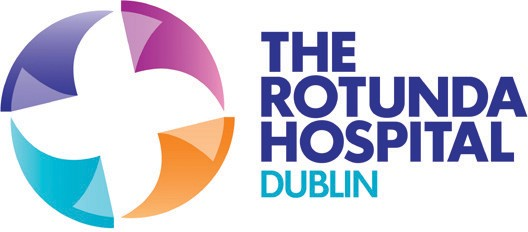 THE
ROTUNDA
HOSPITAL
DUBLIN